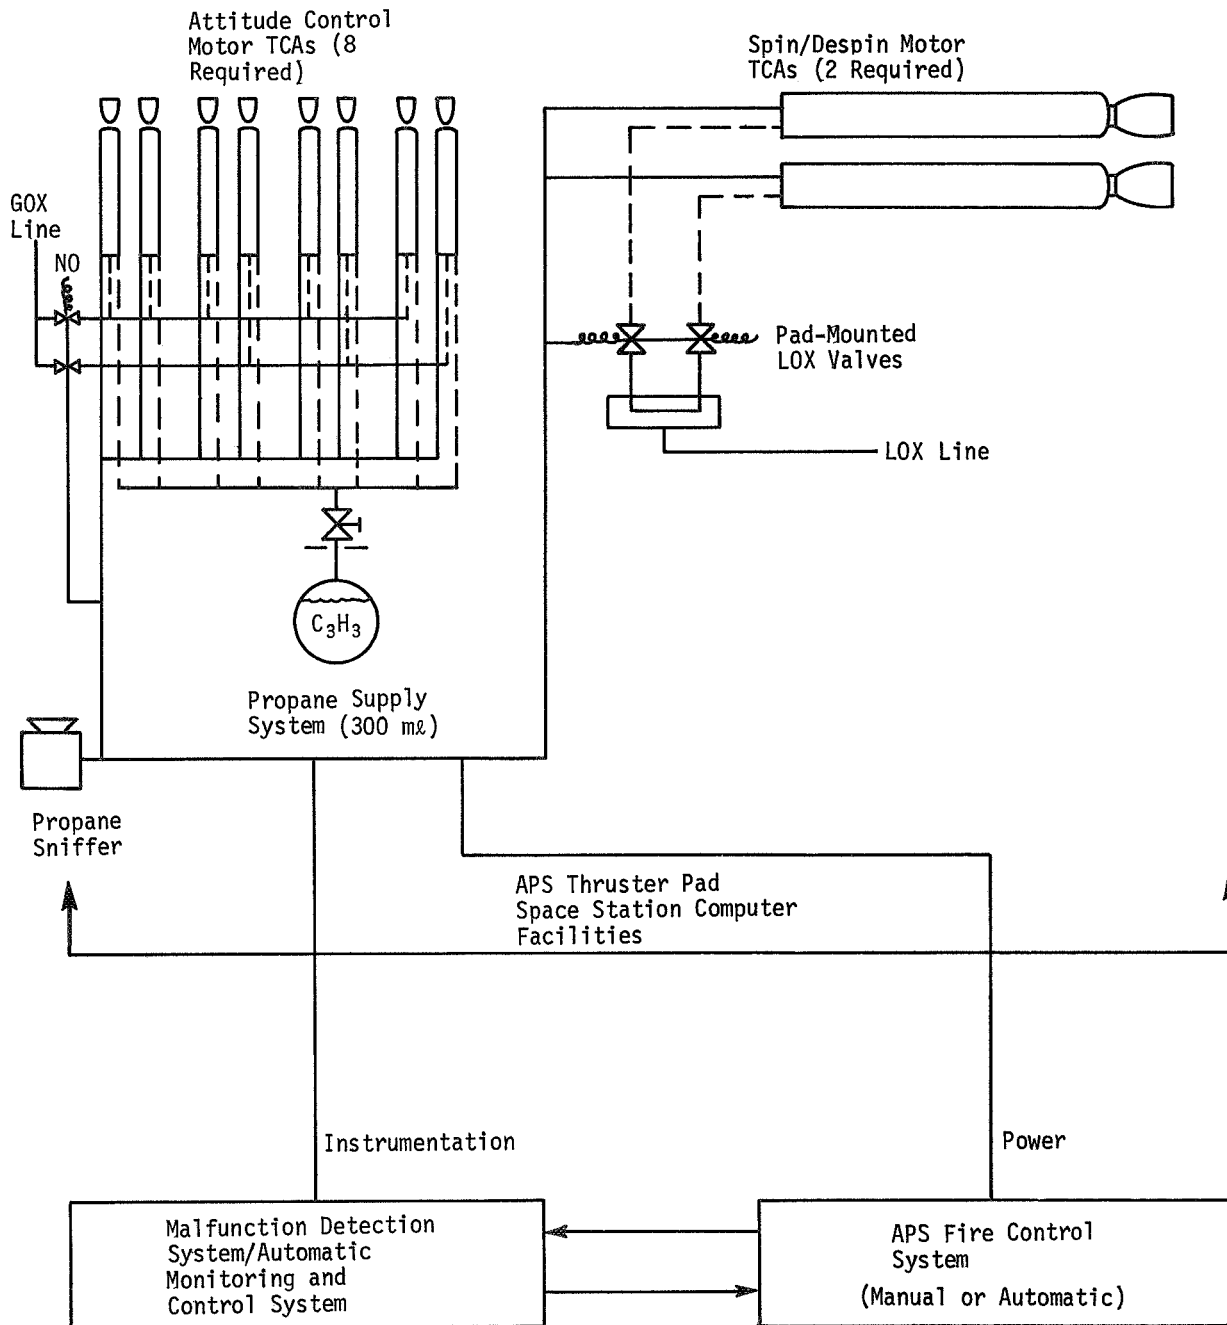 Attitude Control
Motor TCAs (8
Required)
Spin/Despin Motor
TCAs (2 Required)
GOX
Line
NO
Pad-Mounted
LOX Valves
LOX Line
C₃H₃
Propane Supply
System (300 mℓ)
Propane
Sniffer
APS Thruster Pad
Space Station Computer
Facilities
Instrumentation
Power
Malfunction Detection
System/Automatic
Monitoring and
Control System
APS Fire Control
System
(Manual or Automatic)